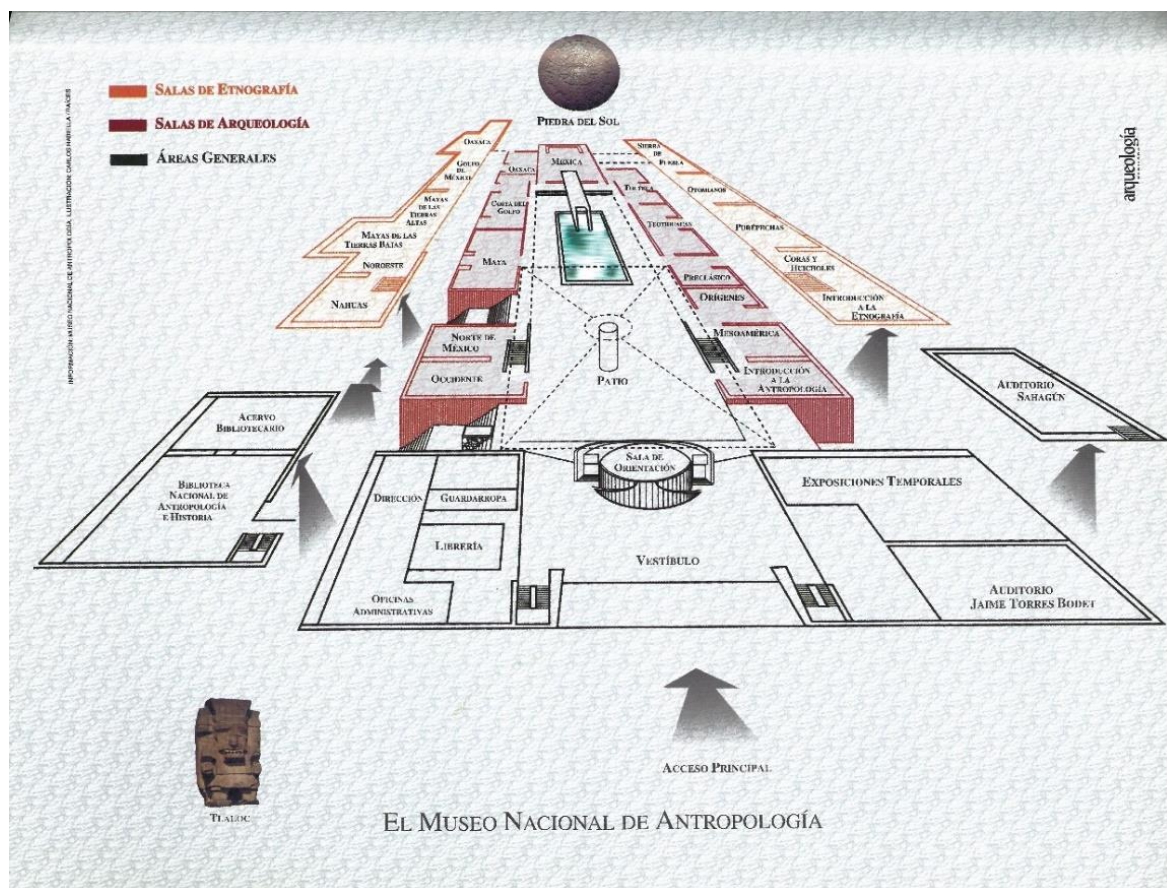 SALAS DE ETNOGRAFÍA
SALAS DE ARQUEOLOGÍA
ÁREAS GENERALES
PIEDRA DEL SOL
arqueología
OAXACA
GOLFO
DE
MÉXICO
MAYAS
DE LAS
TIERRAS
ALTAS
MAYAS DE LAS
TIERRAS BAJAS
NOROESTE
NAHUAS
OAXACA
COSTA DEL
GOLFO
MAYA
NORTE DE
MÉXICO
OCCIDENTE
MEXICA
TOLTECA
TEOTIHUACAN
PRECLÁSICO
ORÍGENES
MESOAMÉRICA
INTRODUCCIÓN
A LA
ANTROPOLOGÍA
SIERRA
DE
PUEBLA
OTOMIANOS
PURÉPECHAS
CORAS Y
HUICHOLES
INTRODUCCIÓN
A LA
ETNOGRAFÍA
PATIO
ACERVO
BIBLIOTECARIO
BIBLIOTECA
NACIONAL DE
ANTROPOLOGÍA
E HISTORIA
DIRECCIÓN
GUARDARROPA
LIBRERÍA
OFICINAS
ADMINISTRATIVAS
SALA DE
ORIENTACIÓN
VESTÍBULO
EXPOSICIONES TEMPORALES
AUDITORIO
JAIME TORRES BODET
AUDITORIO
SAHAGÚN
ACCESO PRINCIPAL
TLALOC
EL MUSEO NACIONAL DE ANTROPOLOGÍA